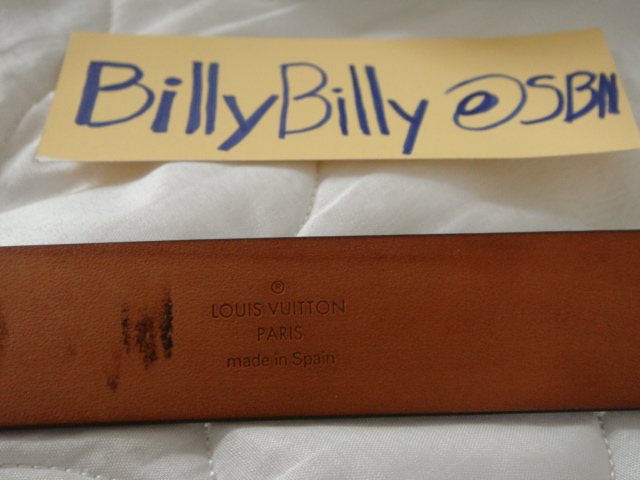 BillyBilly @SBN
®
LOUIS VUITTON
PARIS
made in Spain